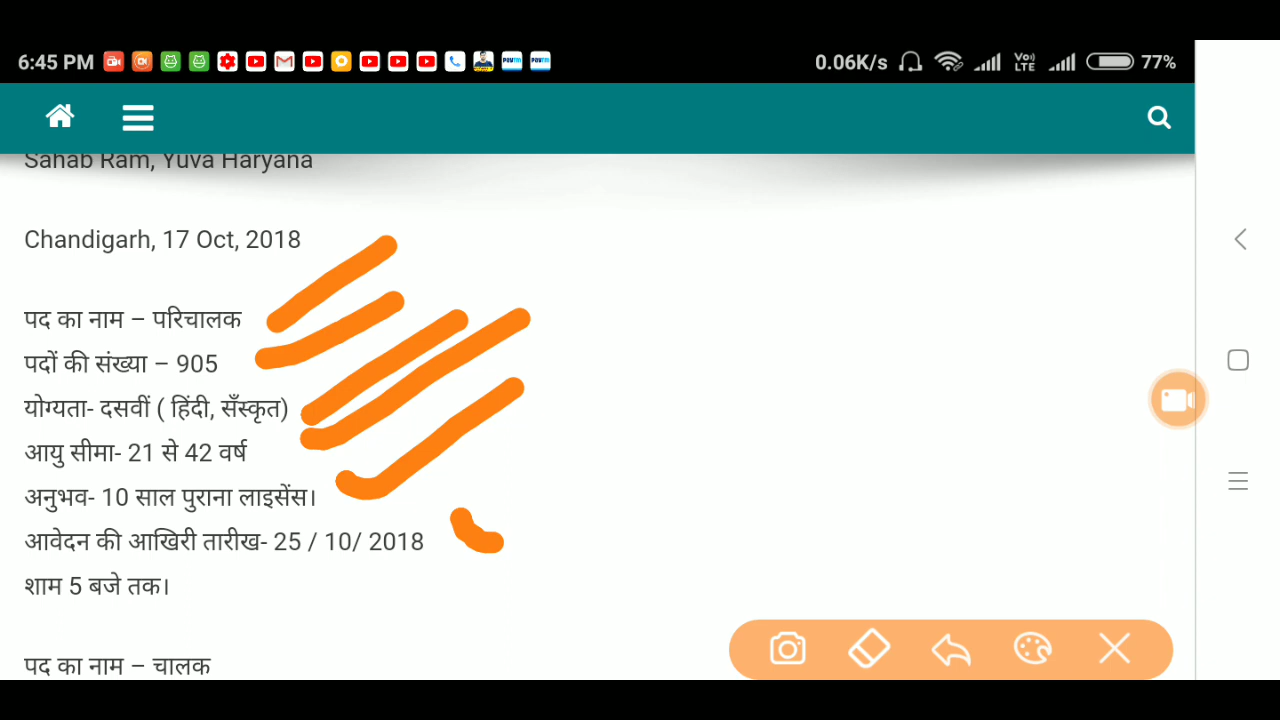 6:45 PM
0.06K/s
Vo) LTE
77%
Sahab Ram, Yuva Haryana
Chandigarh, 17 Oct, 2018
पद का नाम – परिचालक
पदों की संख्या – 905
योग्यता- दसवीं ( हिंदी, सँस्कृत)
आयु सीमा- 21 से 42 वर्ष
अनुभव- 10 साल पुराना लाइसेंस।
आवेदन की आखिरी तारीख- 25 / 10/ 2018
शाम 5 बजे तक।
पद का नाम – चालक